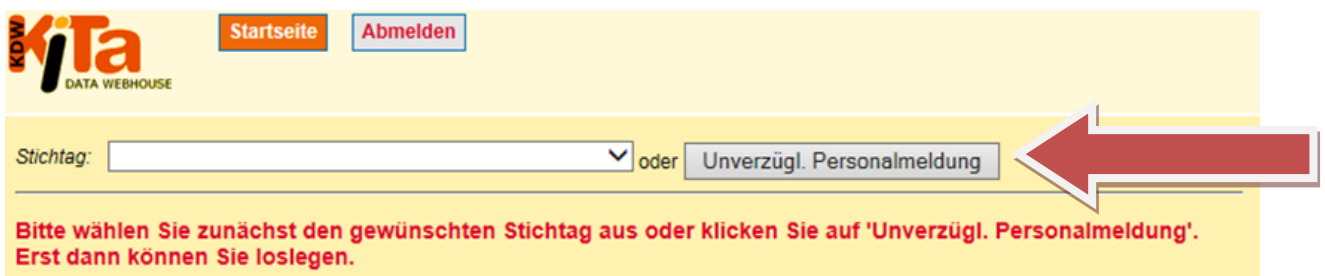 KDW KiTa Startseite Abmelden
DATA WEBHOUSE
Stichtag: oder Unverzügl. Personalmeldung
Bitte wählen Sie zunächst den gewünschten Stichtag aus oder klicken Sie auf 'Unverzügl. Personalmeldung'.
Erst dann können Sie loslegen.